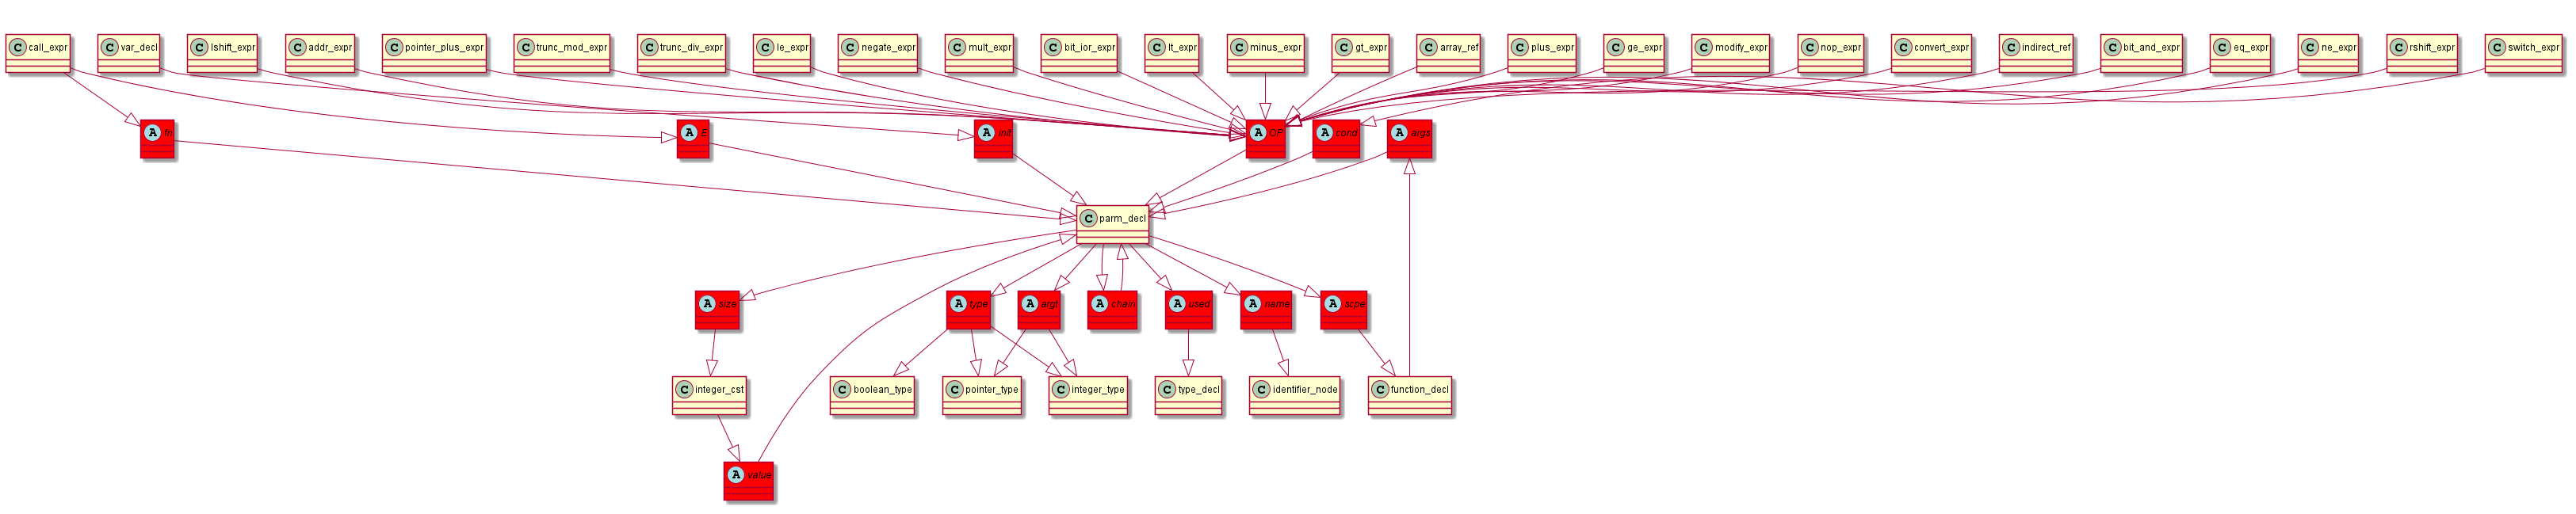 C call_expr
C var_decl
C lshift_expr
C addr_expr
C pointer_plus_expr
C trunc_mod_expr
C trunc_div_expr
C le_expr
C negate_expr
C mult_expr
C bit_ior_expr
C lt_expr
C minus_expr
C gt_expr
C array_ref
C plus_expr
C ge_expr
C modify_expr
C nop_expr
C convert_expr
C indirect_ref
C bit_and_expr
C eq_expr
C ne_expr
C rshift_expr
C switch_expr
A fn
A E
A init
A OP
A cond
A args
C parm_decl
A size
A type
A argt
A chain
A used
A name
A scpe
C integer_cst
C boolean_type
C pointer_type
C integer_type
C type_decl
C identifier_node
C function_decl
A value